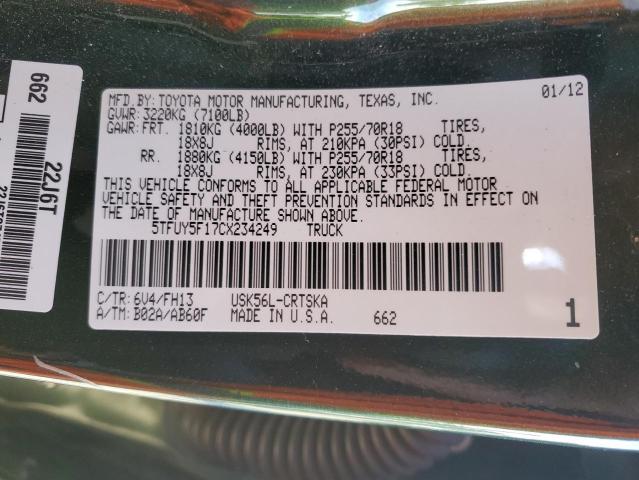 MFD.BY:TOYOTA MOTOR MANUFACTURING, TEXAS, INC. 01/12
GVWR:3220KG (7100LB)
GAWR:FRT. 1810KG (4000LB) WITH P255/70R18 TIRES,
18X8J RIMS, AT 210KPA (30PSI) COLD.
RR. 1880KG (4150LB) WITH P255/70R18 TIRES,
18X8J RIMS, AT 230KPA (33PSI) COLD.
THIS VEHICLE CONFORMS TO ALL APPLICABLE FEDERAL MOTOR
VEHICLE SAFETY AND THEFT PREVENTION STANDARDS IN EFFECT ON
THE DATE OF MANUFACTURE SHOWN ABOVE.
5TFUY5F17CX234249 TRUCK
C/TR:6V4/FH13 USK56L-CRTSKA
A/TM:B02A/AB60F MADE IN U.S.A. 662
1
662
22J6T